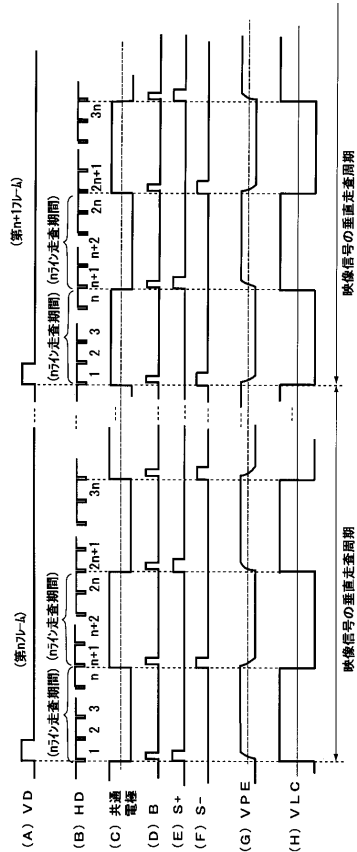 (第nフレーム)
(第n+1フレーム)
(A) VD
(nライン走査期間) (nライン走査期間)
(nライン走査期間) (nライン走査期間)
(B) HD
1 2 3 n n+1 n+2 2n 2n+1 3n
1 2 3 n n+1 n+2 2n 2n+1 3n
(C) 共通電極
(D) B
(E) S+
(F) S-
(G) VPE
(H) VLC
映像信号の垂直走査周期
映像信号の垂直走査周期